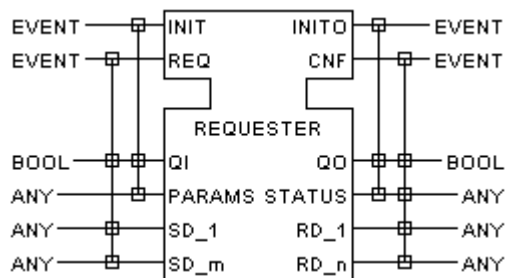 EVENT INIT INITO EVENT
EVENT REQ CNF EVENT
REQUESTER
BOOL QI QO BOOL
ANY PARAMS STATUS ANY
ANY SD_1 RD_1 ANY
ANY SD_m RD_n ANY